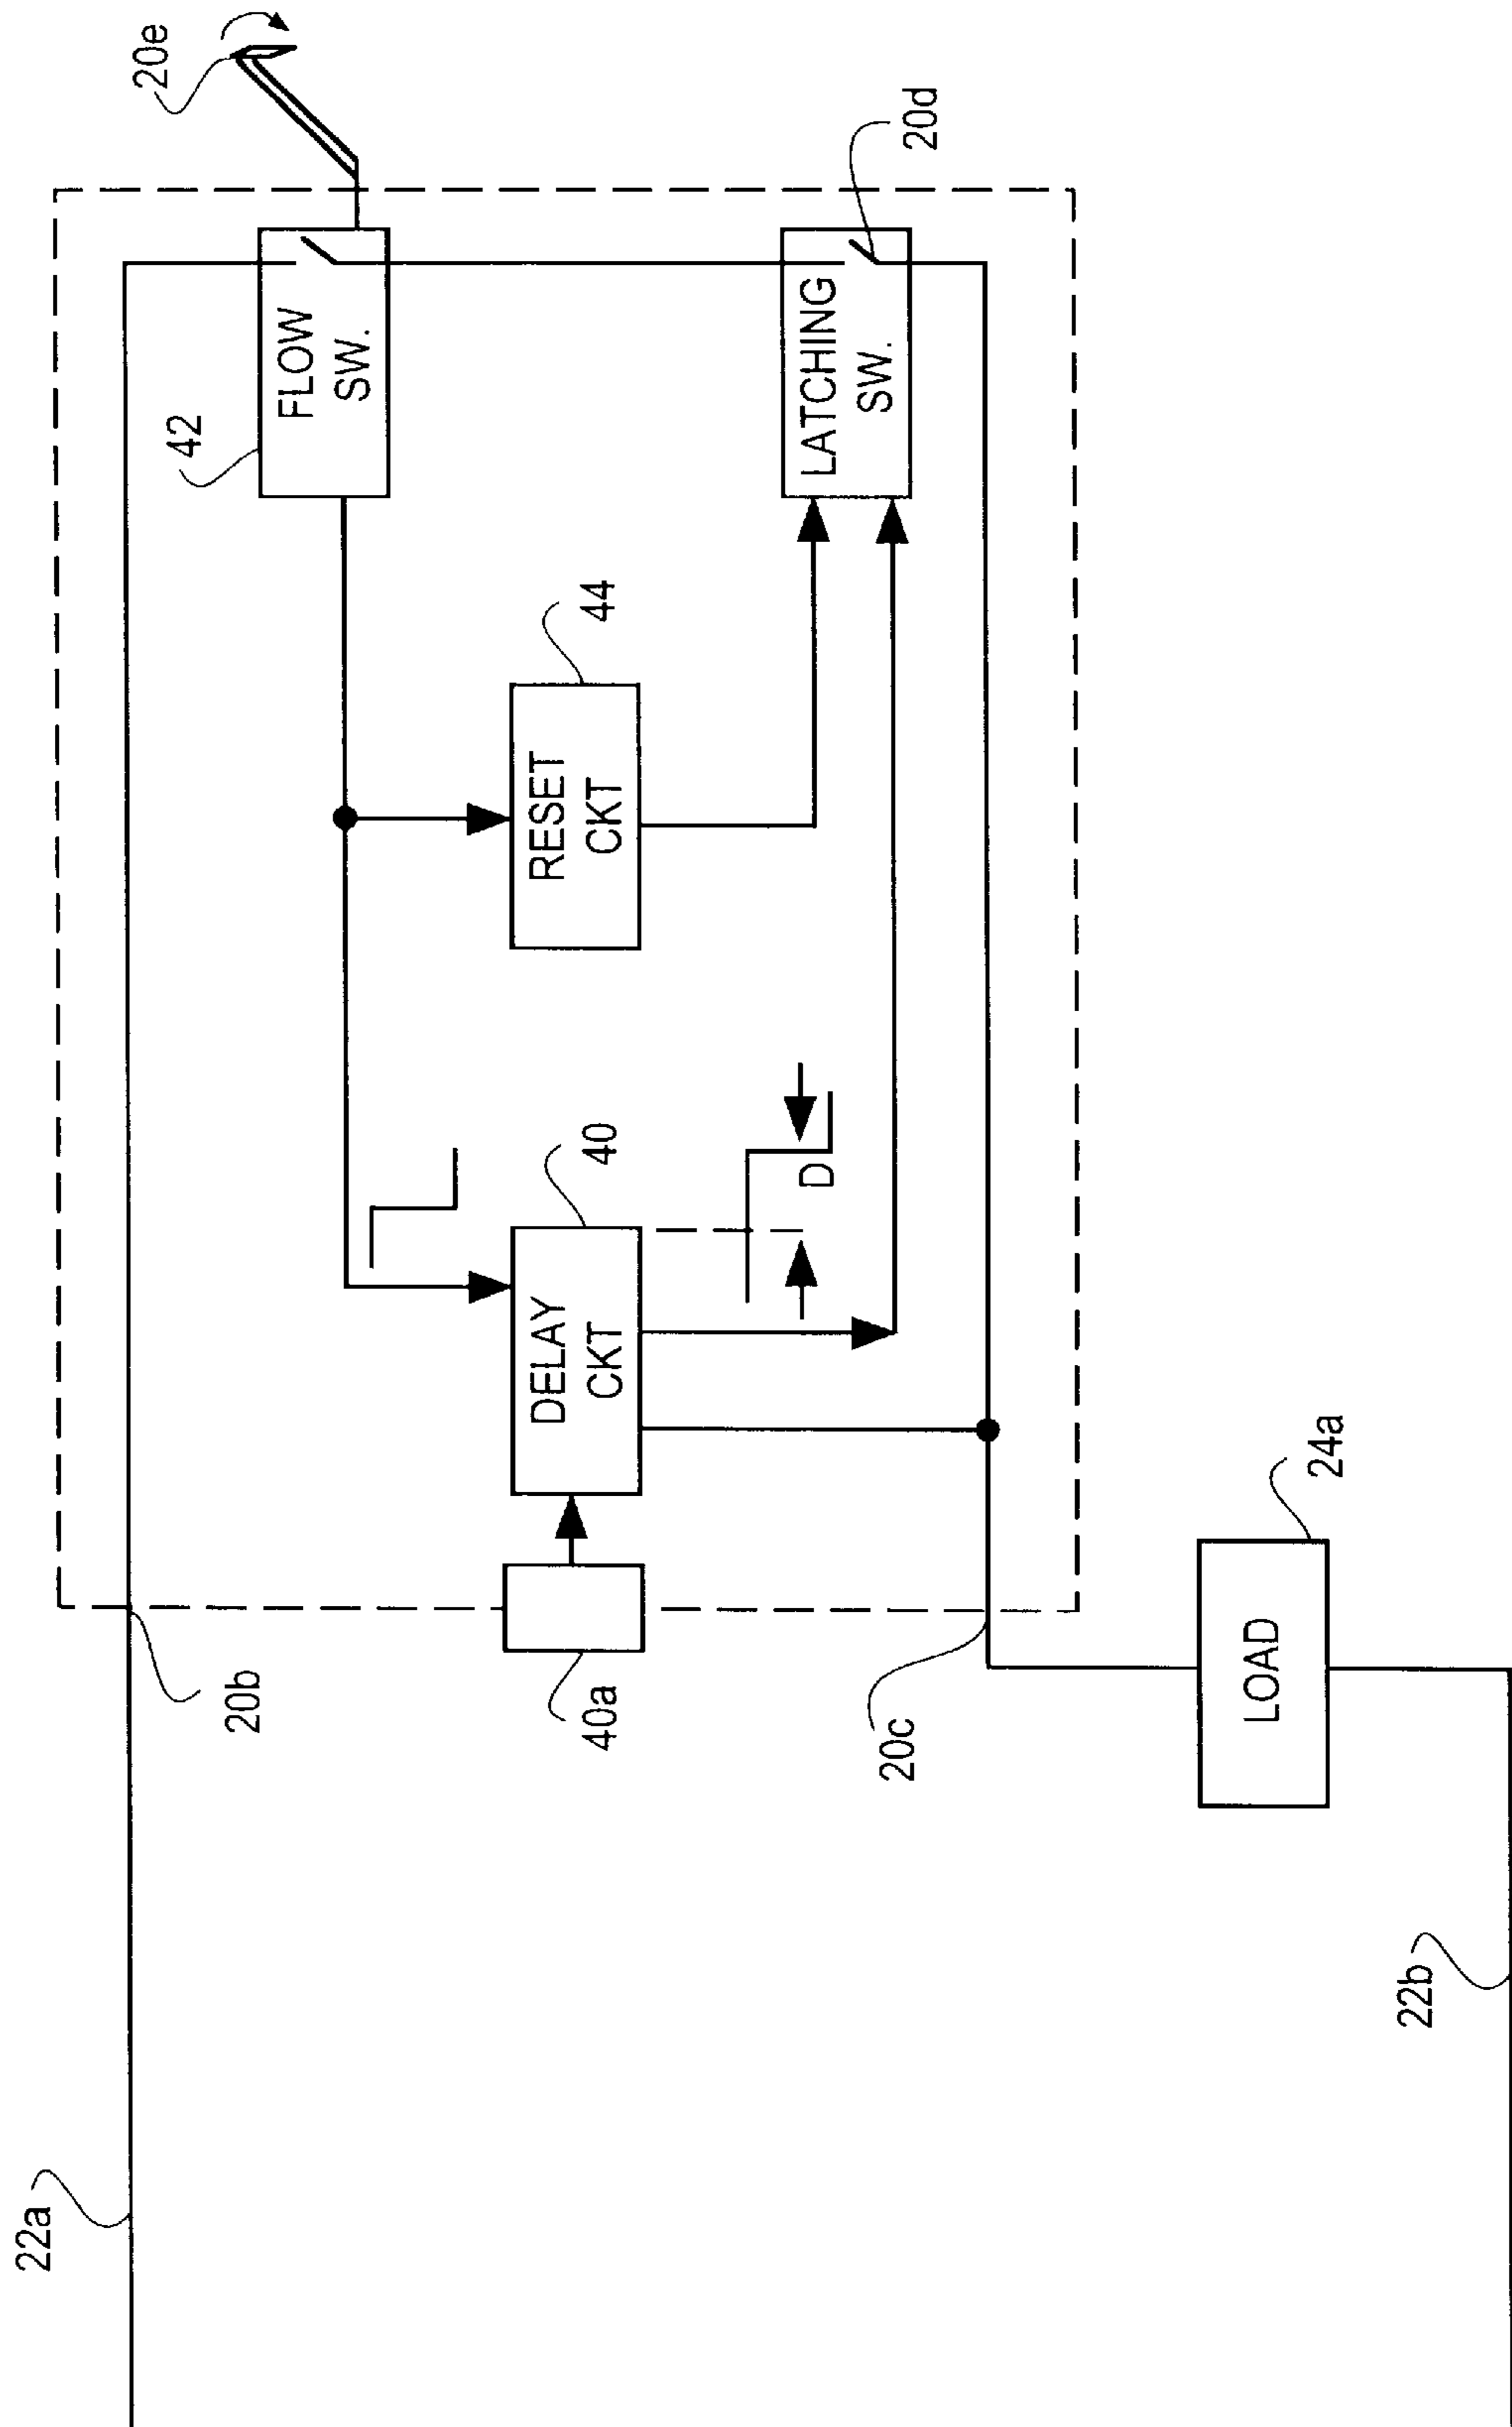 22a
20b
42
FLOW
SW.
20e
RESET
CKT
44
DELAY
CKT
40
40a
D
LATCHING
SW.
20d
20c
LOAD
24a
22b